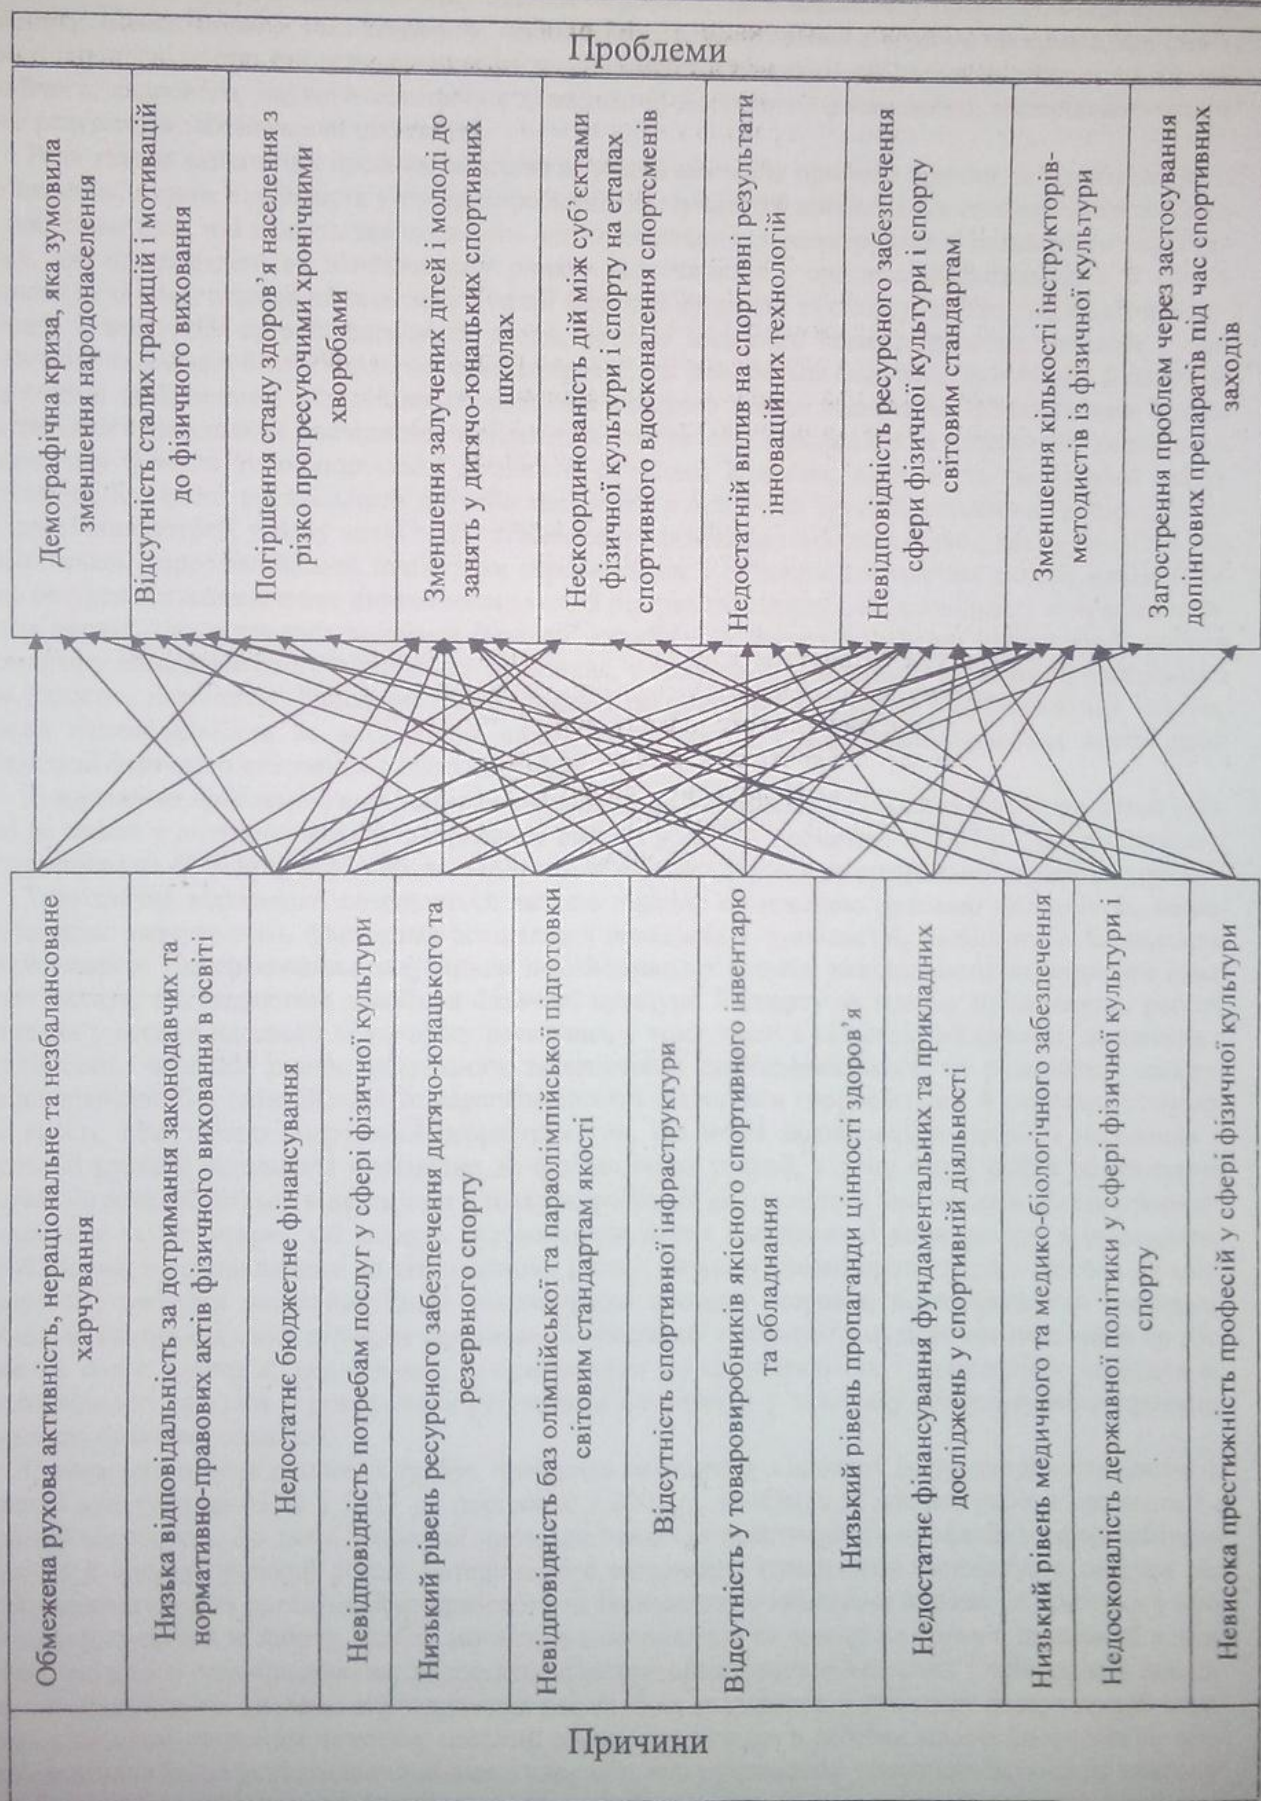 Проблеми
Демографічна криза, яка зумовила
зменшення народонаселення
Відсутність сталих традицій і мотивацій
до фізичного виховання
Погіршення стану здоров’я населення з
різко прогресуючими хронічними
хворобами
Зменшення залучених дітей і молоді до
занять у дитячо-юнацьких спортивних
школах
Нескоординованість дій між суб’єктами
фізичної культури і спорту на етапах
спортивного вдосконалення спортсменів
Недостатній вплив на спортивні результати
інноваційних технологій
Невідповідність ресурсного забезпечення
сфери фізичної культури і спорту
світовим стандартам
Зменшення кількості інструкторів-
методистів із фізичної культури
Загострення проблем через застосування
допінгових препаратів під час спортивних
заходів
Обмежена рухова активність, нераціональне та незбалансоване
харчування
Низька відповідальність за дотримання законодавчих та
нормативно-правових актів фізичного виховання в освіті
Недостатнє бюджетне фінансування
Невідповідність потребам послуг у сфері фізичної культури
Низький рівень ресурсного забезпечення дитячо-юнацького та
резервного спорту
Невідповідність баз олімпійської та параолімпійської підготовки
світовим стандартам якості
Відсутність спортивної інфраструктури
Відсутність у товаровиробників якісного спортивного інвентарю
та обладнання
Низький рівень пропаганди цінності здоров’я
Недостатнє фінансування фундаментальних та прикладних
досліджень у спортивній діяльності
Низький рівень медичного та медико-біологічного забезпечення
Недосконалість державної політики у сфері фізичної культури і
спорту
Невисока престижність професій у сфері фізичної культури
Причини